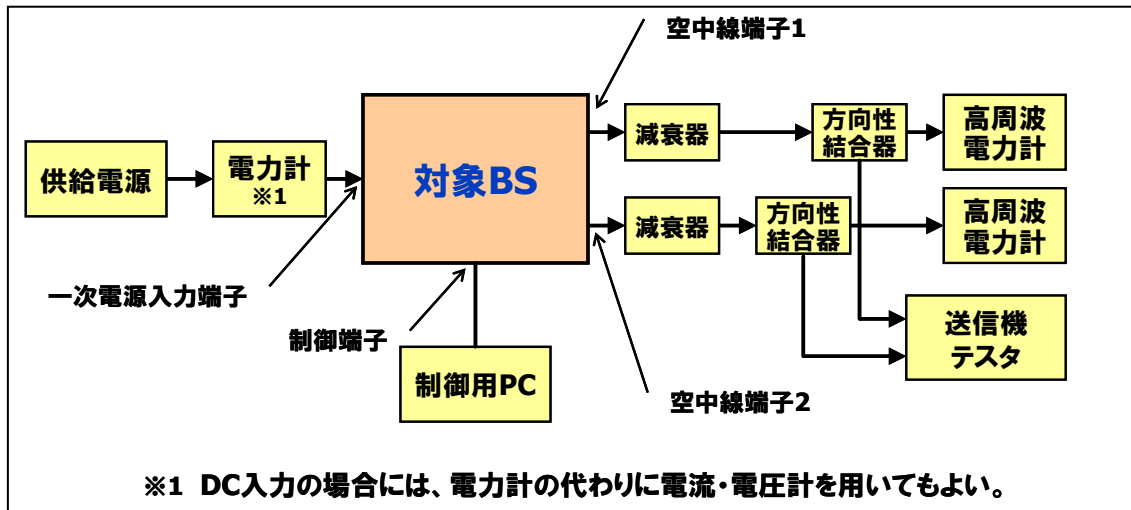 空中線端子1
供給電源
電力計
※1
対象BS
減衰器
方向性
結合器
高周波
電力計
減衰器
方向性
結合器
高周波
電力計
一次電源入力端子
制御端子
制御用PC
空中線端子2
送信機
テスタ
※1 DC入力の場合には、電力計の代わりに電流・電圧計を用いてもよい。